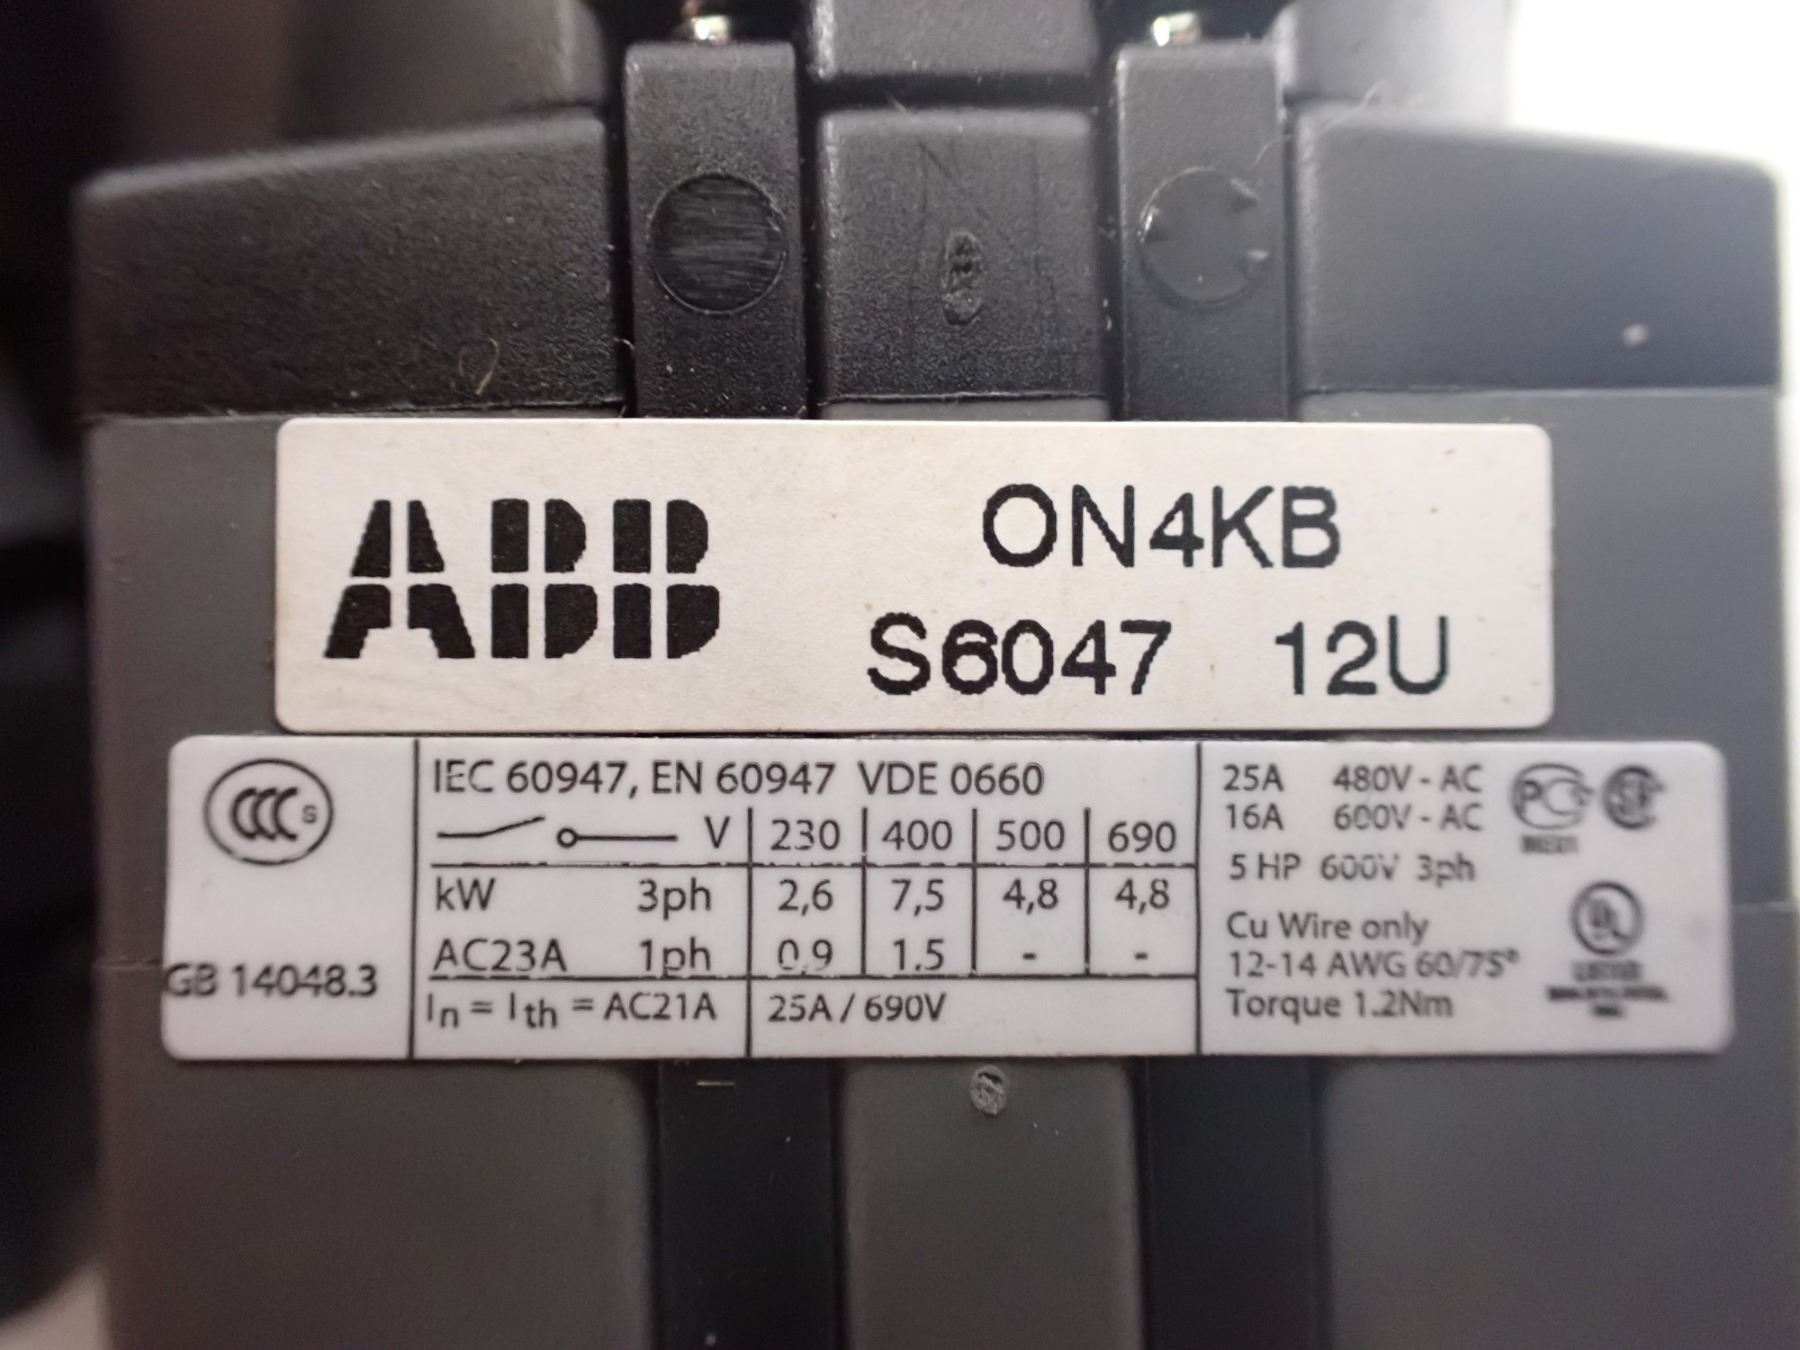 ABB
ON4KB
S6047 12U
CCC S
GB 14048.3
IEC 60947, EN 60947 VDE 0660
V 230 400 500 690
kW 3ph 2,6 7,5 4,8 4,8
AC23A 1ph 0,9 1,5 - -
In = Ith = AC21A 25A / 690V
25A 480V - AC
16A 600V - AC
5 HP 600V 3ph
Cu Wire only
12-14 AWG 60/75°
Torque 1.2Nm
UL
LISTED